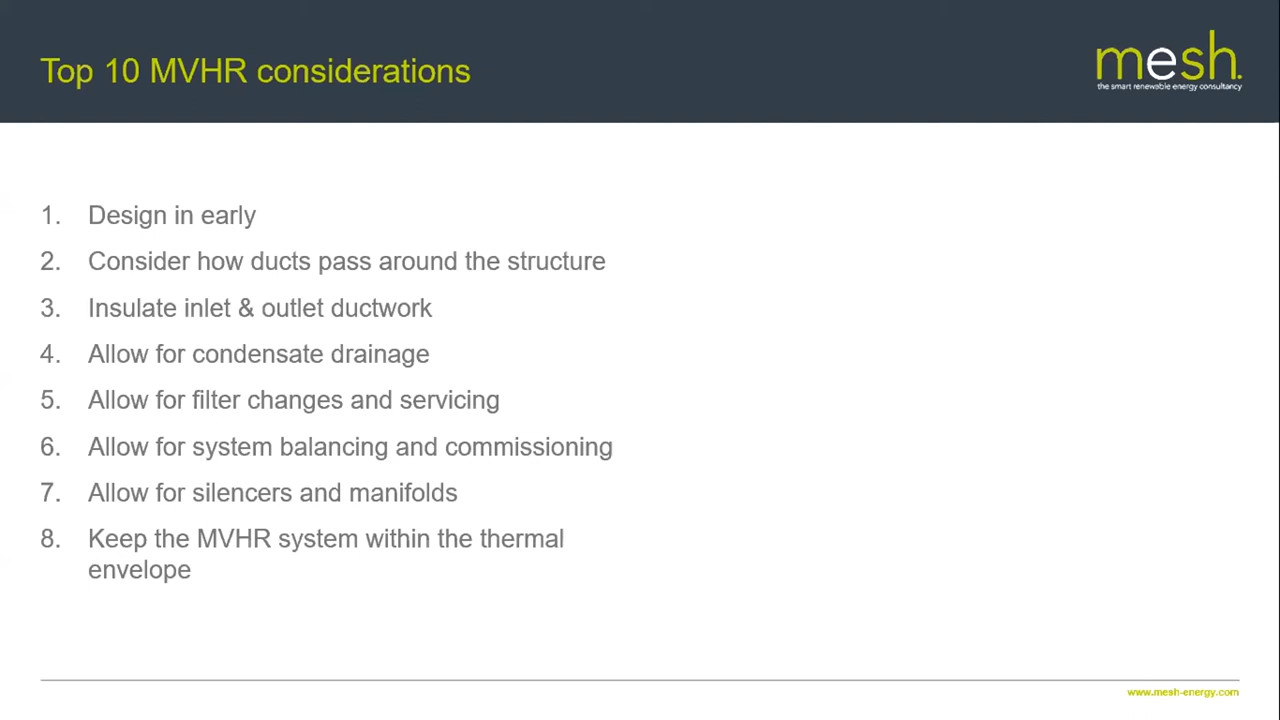 Top 10 MVHR considerations
mesh.
the smart renewable energy consultancy
1. Design in early
2. Consider how ducts pass around the structure
3. Insulate inlet & outlet ductwork
4. Allow for condensate drainage
5. Allow for filter changes and servicing
6. Allow for system balancing and commissioning
7. Allow for silencers and manifolds
8. Keep the MVHR system within the thermal
envelope
www.mesh-energy.com